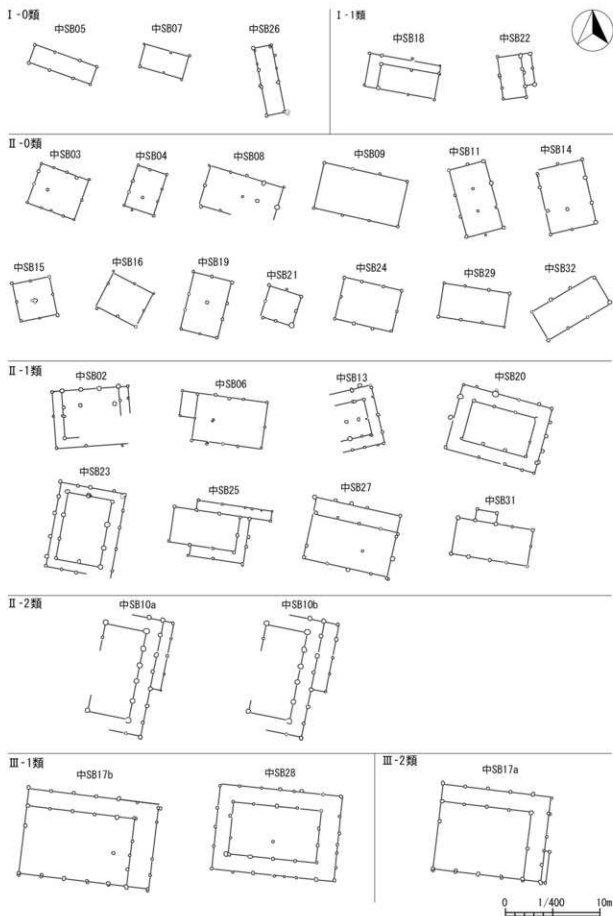 Ⅰ-0類
中SB05
中SB07
中SB26
Ⅰ-1類
中SB18
中SB22
Ⅱ-0類
中SB03
中SB04
中SB08
中SB09
中SB11
中SB14
中SB15
中SB16
中SB19
中SB21
中SB24
中SB29
中SB32
Ⅱ-1類
中SB02
中SB06
中SB13
中SB20
中SB23
中SB25
中SB27
中SB31
Ⅱ-2類
中SB10a
中SB10b
Ⅲ-1類
中SB17b
中SB28
Ⅲ-2類
中SB17a
0 1/400 10m